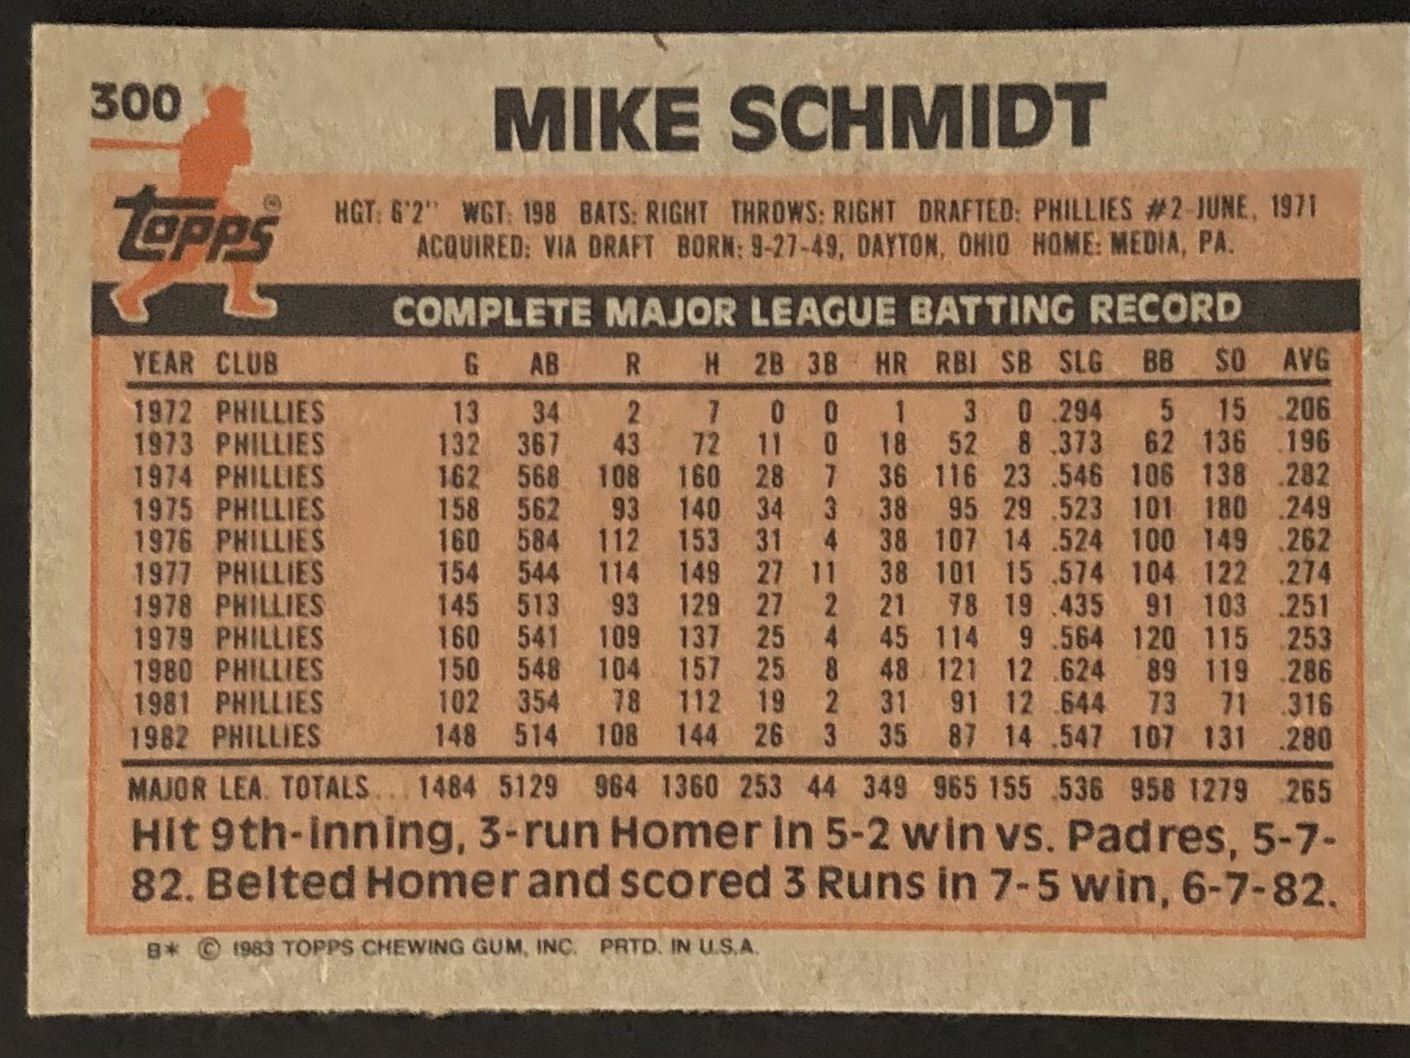 300
MIKE SCHMIDT
Topps®
HGT: 6'2" WGT: 198 BATS: RIGHT THROWS: RIGHT DRAFTED: PHILLIES #2-JUNE, 1971
ACQUIRED: VIA DRAFT BORN: 9-27-49, DAYTON, OHIO HOME: MEDIA, PA.
COMPLETE MAJOR LEAGUE BATTING RECORD
YEAR CLUB G AB R H 2B 3B HR RBI SB SLG BB SO AVG
1972 PHILLIES 13 34 2 7 0 0 1 3 0 .294 5 15 .206
1973 PHILLIES 132 367 43 72 11 0 18 52 8 .373 62 136 .196
1974 PHILLIES 162 568 108 160 28 7 36 116 23 .546 106 138 .282
1975 PHILLIES 158 562 93 140 34 3 38 95 29 .523 101 180 .249
1976 PHILLIES 160 584 112 153 31 4 38 107 14 .524 100 149 .262
1977 PHILLIES 154 544 114 149 27 11 38 101 15 .574 104 122 .274
1978 PHILLIES 145 513 93 129 27 2 21 78 19 .435 91 103 .251
1979 PHILLIES 160 541 109 137 25 4 45 114 9 .564 120 115 .253
1980 PHILLIES 150 548 104 157 25 8 48 121 12 .624 89 119 .286
1981 PHILLIES 102 354 78 112 19 2 31 91 12 .644 73 71 .316
1982 PHILLIES 148 514 108 144 26 3 35 87 14 .547 107 131 .280
MAJOR LEA. TOTALS... 1484 5129 964 1360 253 44 349 965 155 .536 958 1279 .265
Hit 9th-inning, 3-run Homer in 5-2 win vs. Padres, 5-7-
82. Belted Homer and scored 3 Runs in 7-5 win, 6-7-82.
B* © 1983 TOPPS CHEWING GUM, INC. PRTD. IN U.S.A.